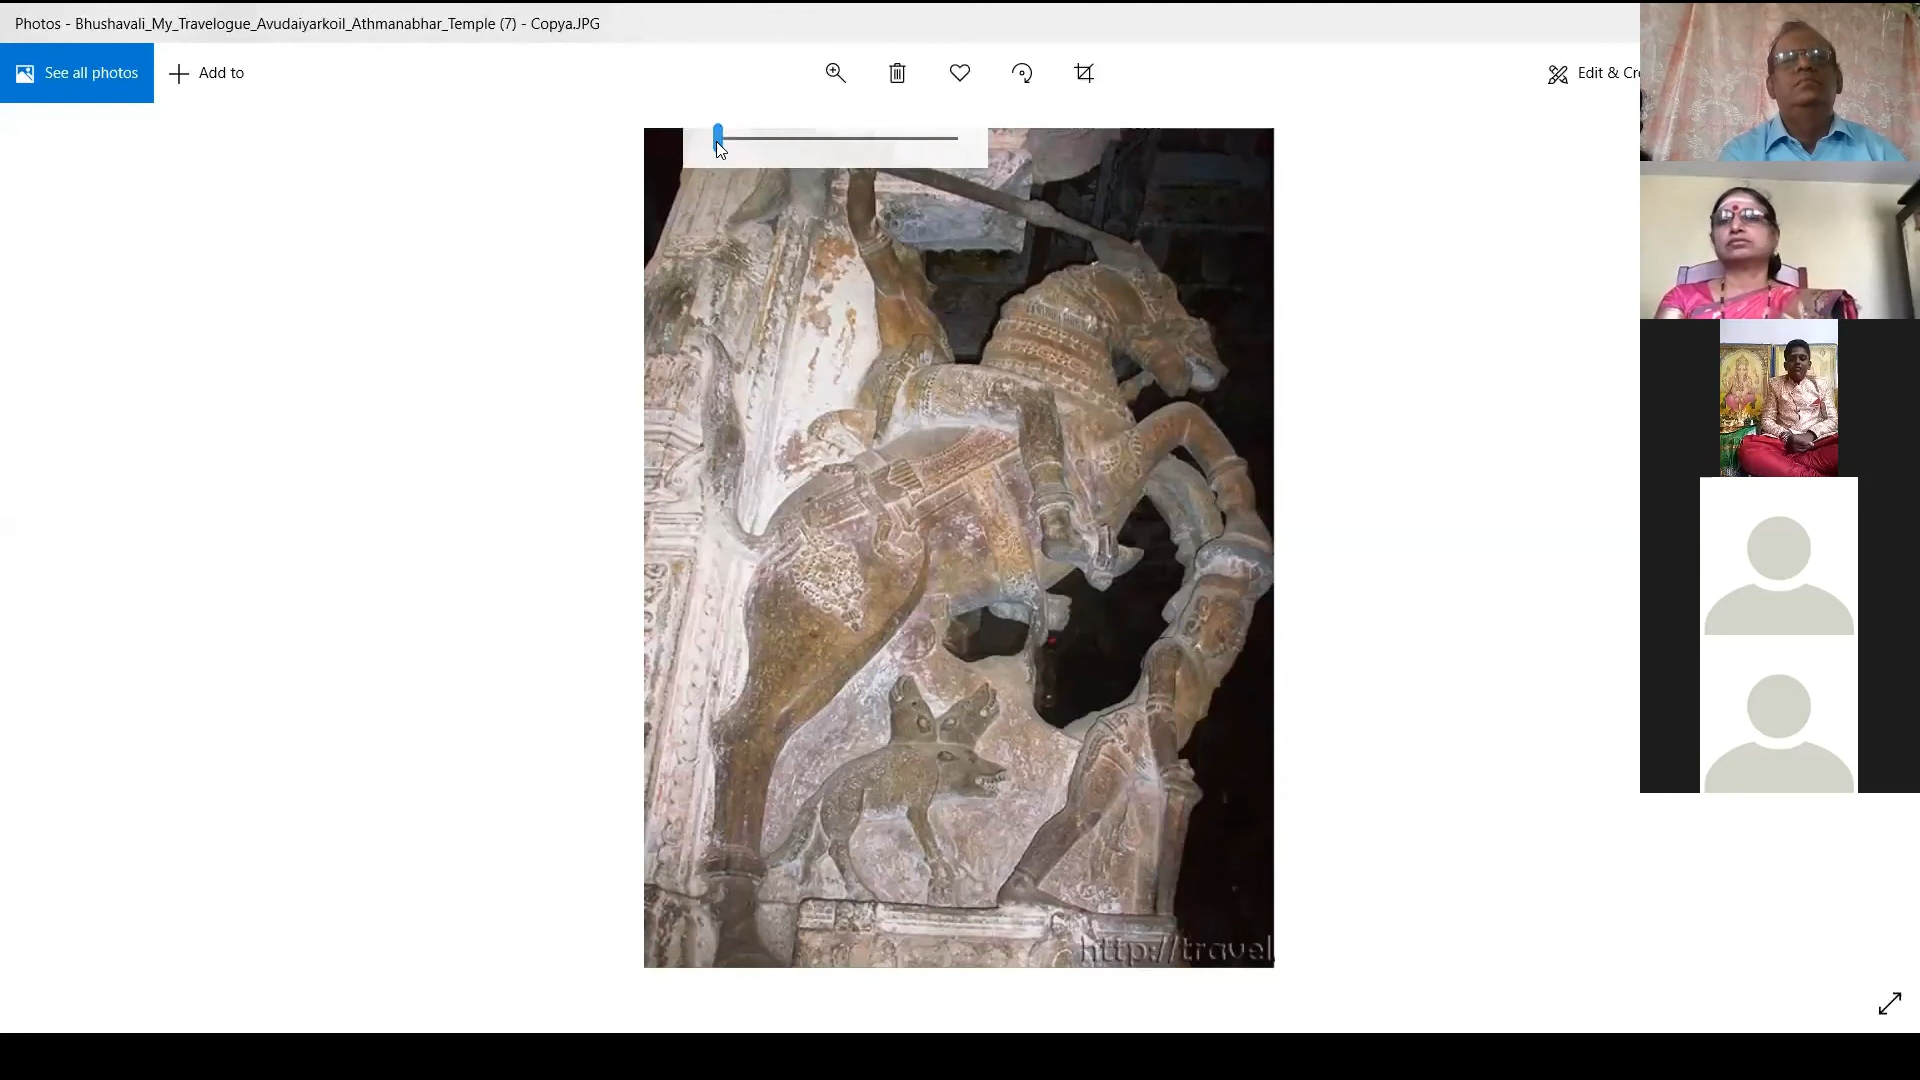 Photos - Bhushavali_My_Travelogue_Avudaiyarkoil_Athmanabhar_Temple (7) - Copya.JPG
See all photos
Add to
Edit & Cr
http://travel